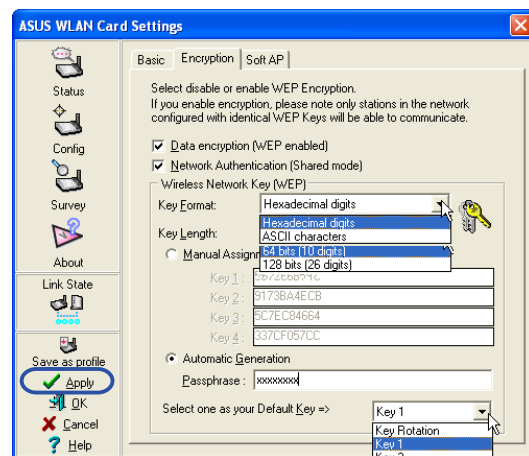 ASUS WLAN Card Settings
Status
Config
Survey
About
Link State
Save as profile
Apply
OK
Cancel
Help
Basic
Encryption
Soft AP
Select disable or enable WEP Encryption.
If you enable encryption, please note only stations in the network
configured with identical WEP Keys will be able to communicate.
Data encryption (WEP enabled)
Network Authentication (Shared mode)
Wireless Network Key (WEP)
Key Format: Hexadecimal digits
Hexadecimal digits
ASCII characters
Key Length:
64 bits (10 digits)
128 bits (26 digits)
Manual
Key 1 :
Key 2 : 9173BA4ECB
Key 3 : 5C7EC84664
Key 4 : 337CF057CC
Automatic Generation
Passphrase : xxxxxxxx
Select one as your Default Key => Key 1
Key Rotation
Key 1